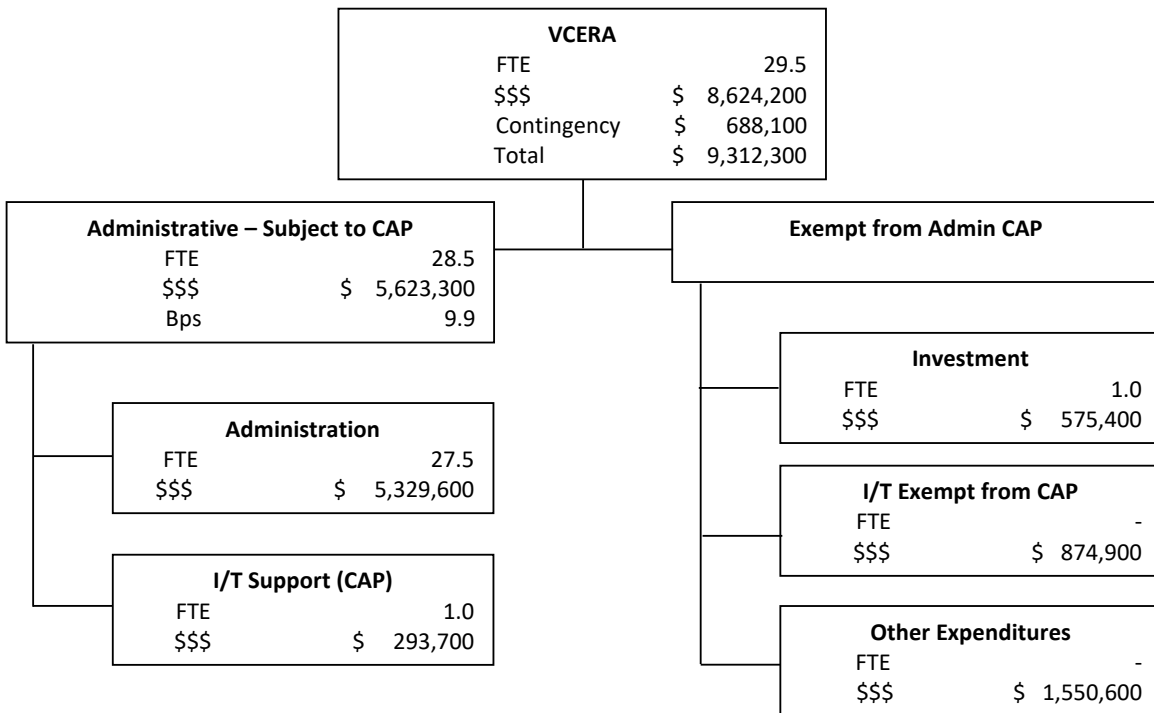 VCERA
FTE 29.5
$$$ $ 8,624,200
Contingency $ 688,100
Total $ 9,312,300
Administrative – Subject to CAP
FTE 28.5
$$$ $ 5,623,300
Bps 9.9
Exempt from Admin CAP
Administration
FTE 27.5
$$$ $ 5,329,600
I/T Support (CAP)
FTE 1.0
$$$ $ 293,700
Investment
FTE 1.0
$$$ $ 575,400
I/T Exempt from CAP
FTE -
$$$ $ 874,900
Other Expenditures
FTE -
$$$ $ 1,550,600